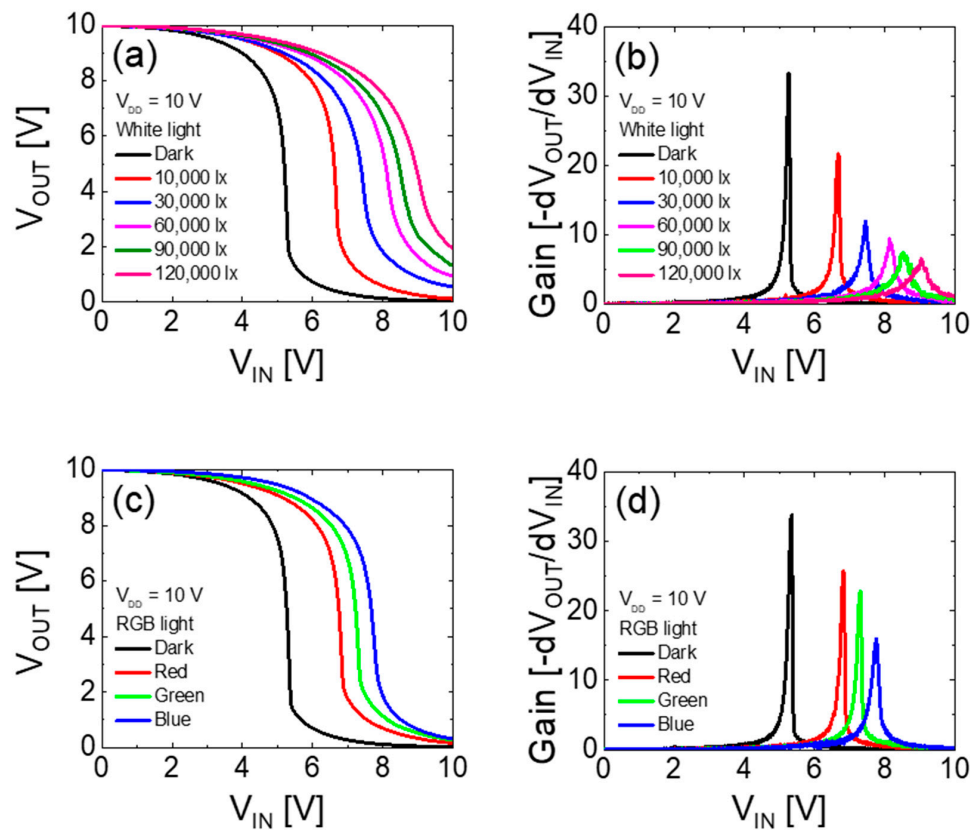 (a)
V_DD = 10 V
White light
Dark
10,000 lx
30,000 lx
60,000 lx
90,000 lx
120,000 lx
V_OUT [V]
10
8
6
4
2
0
0 2 4 6 8 10
V_IN [V]
(b)
V_DD = 10 V
White light
Dark
10,000 lx
30,000 lx
60,000 lx
90,000 lx
120,000 lx
Gain [-dV_OUT/dV_IN]
40
30
20
10
0
0 2 4 6 8 10
V_IN [V]
(c)
V_DD = 10 V
RGB light
Dark
Red
Green
Blue
V_OUT [V]
10
8
6
4
2
0
0 2 4 6 8 10
V_IN [V]
(d)
V_DD = 10 V
RGB light
Dark
Red
Green
Blue
Gain [-dV_OUT/dV_IN]
40
30
20
10
0
0 2 4 6 8 10
V_IN [V]